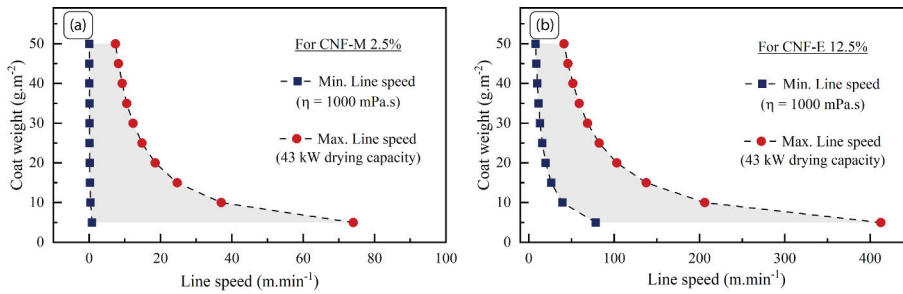 (a)
For CNF-M 2.5%
Min. Line speed
(η = 1000 mPa.s)
Max. Line speed
(43 kW drying capacity)
Coat weight (g.m⁻²)
60
50
40
30
20
10
0
0 20 40 60 80 100
Line speed (m.min⁻¹)
(b)
For CNF-E 12.5%
Min. Line speed
(η = 1000 mPa.s)
Max. Line speed
(43 kW drying capacity)
Coat weight (g.m⁻²)
60
50
40
30
20
10
0
0 100 200 300 400
Line speed (m.min⁻¹)